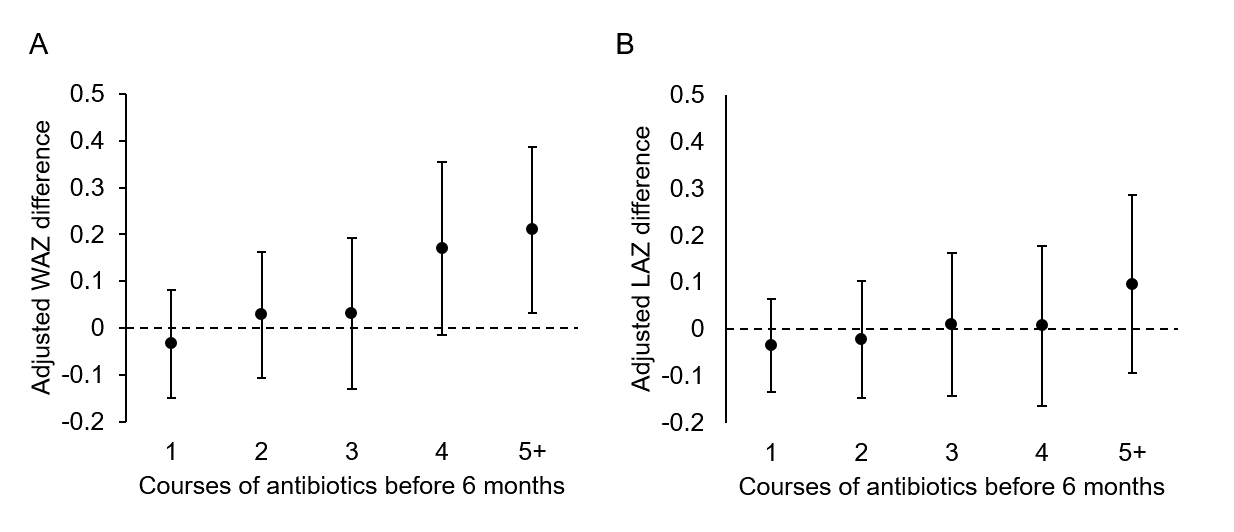 A
Adjusted WAZ difference
0.5
0.4
0.3
0.2
0.1
0
-0.1
-0.2
1 2 3 4 5+
Courses of antibiotics before 6 months
B
Adjusted LAZ difference
0.5
0.4
0.3
0.2
0.1
0
-0.1
-0.2
1 2 3 4 5+
Courses of antibiotics before 6 months